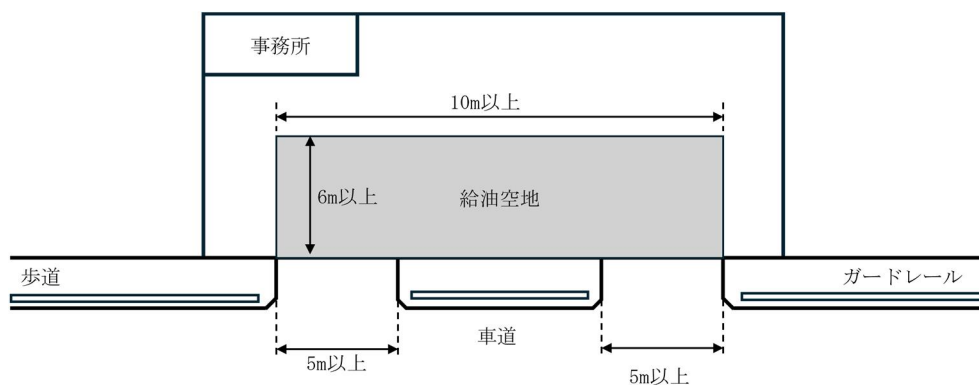 事務所
10m以上
6m以上
給油空地
歩道
ガードレール
車道
5m以上
5m以上